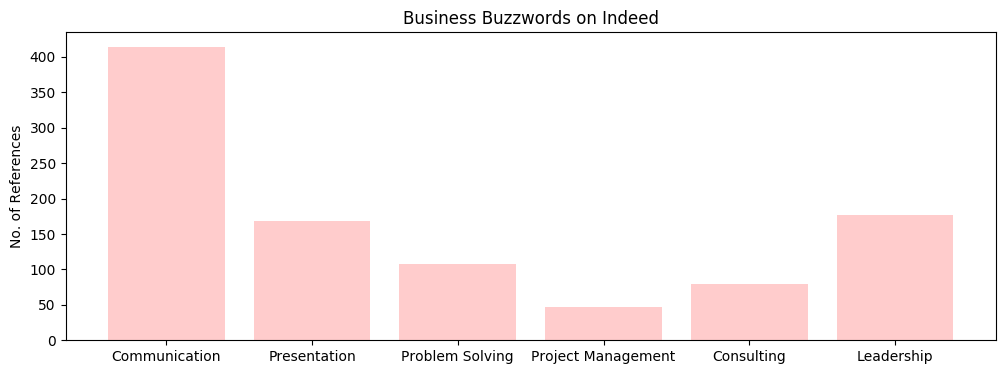 Business Buzzwords on Indeed
No. of References
400
350
300
250
200
150
100
50
0
Communication
Presentation
Problem Solving
Project Management
Consulting
Leadership